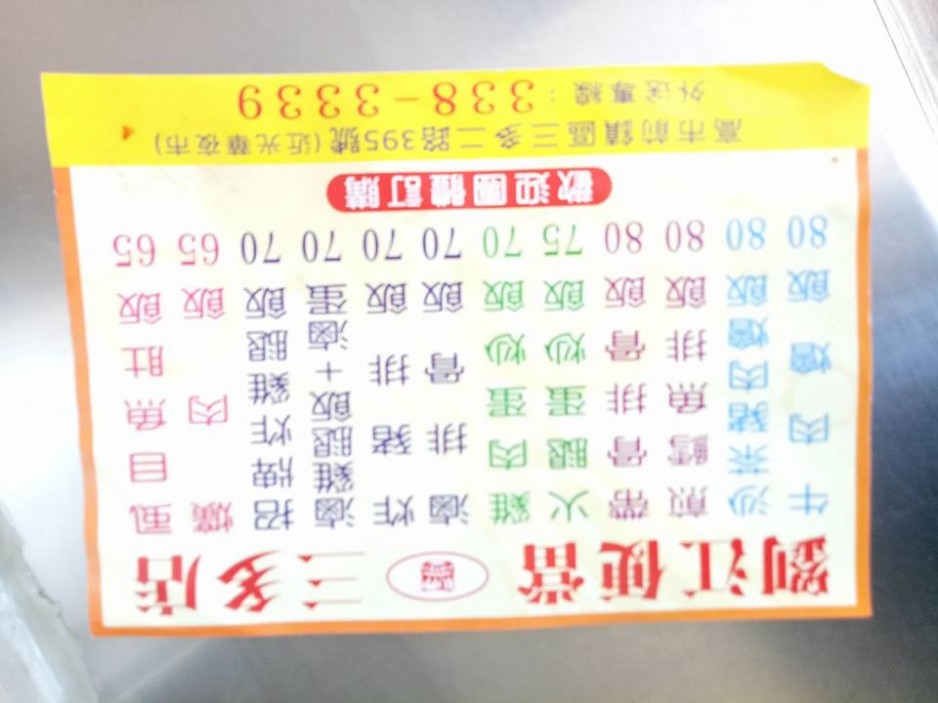 劉江便當 三多店
牛肉燴飯 80
沙茶豬肉燴飯 80
煎鱈魚排飯 80
帶骨排骨飯 80
火腿蛋炒飯 75
雞肉蛋炒飯 70
滷排骨飯 70
炸豬排飯 70
滷雞腿飯+滷蛋 70
招牌炸雞腿飯 70
爌肉飯 65
虱目魚肚飯 65
歡迎團體訂購
高市前鎮區三多二路395號(近光華夜市)
外送專線：338-3339